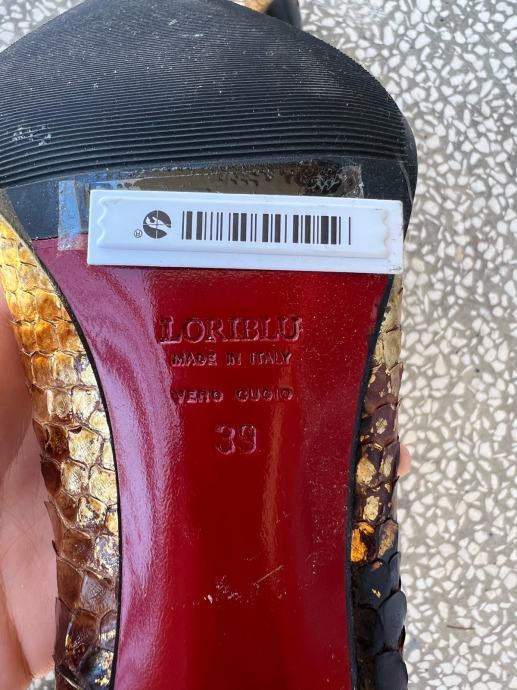 ®
LORIBLU
MADE IN ITALY
VERO CUOIO
39